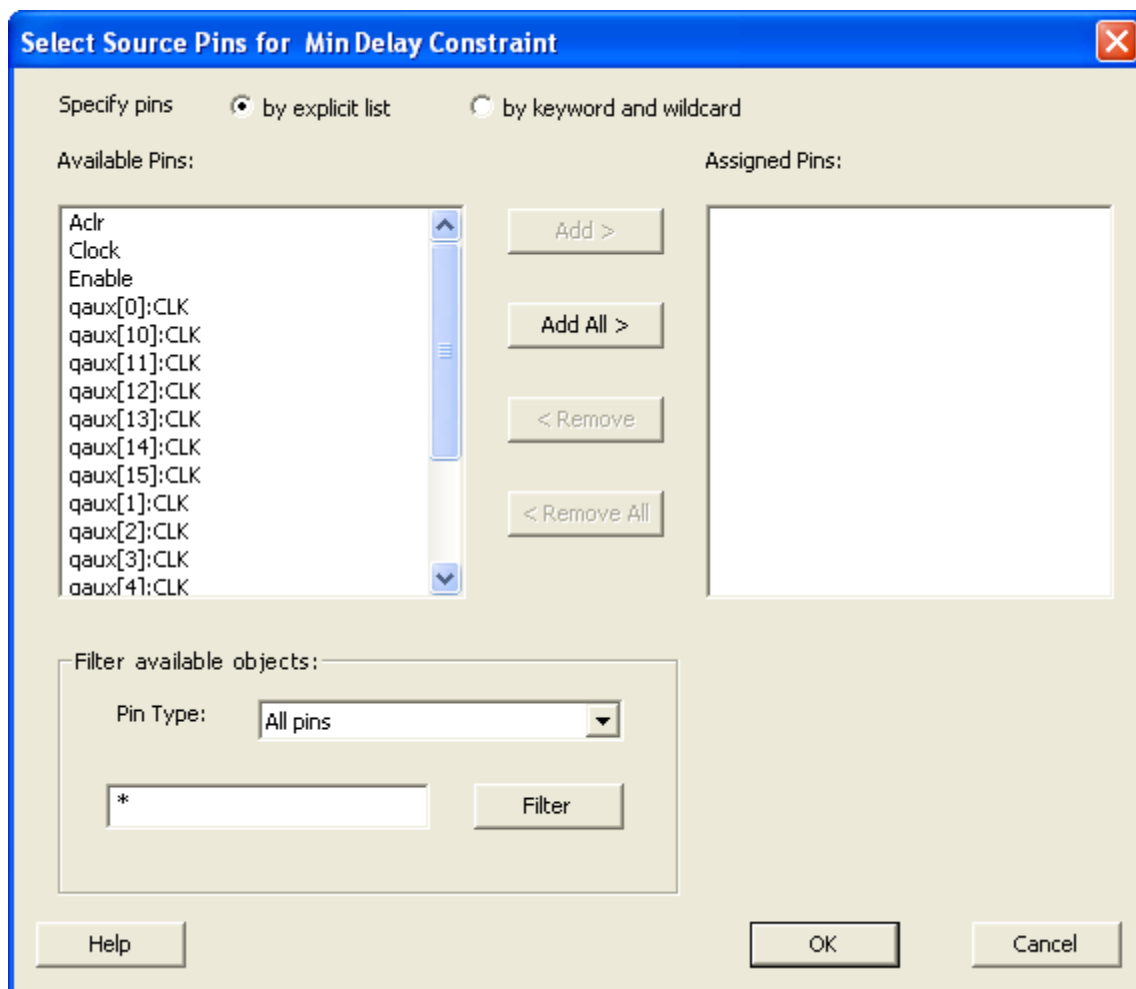 Select Source Pins for Min Delay Constraint
Specify pins by explicit list by keyword and wildcard
Available Pins: Assigned Pins:
Aclr
Clock
Enable
qaux[0]:CLK
qaux[10]:CLK
qaux[11]:CLK
qaux[12]:CLK
qaux[13]:CLK
qaux[14]:CLK
qaux[15]:CLK
qaux[1]:CLK
qaux[2]:CLK
qaux[3]:CLK
qaux[4]:CLK
Add >
Add All >
< Remove
< Remove All
Filter available objects:
Pin Type: All pins
* Filter
Help OK Cancel